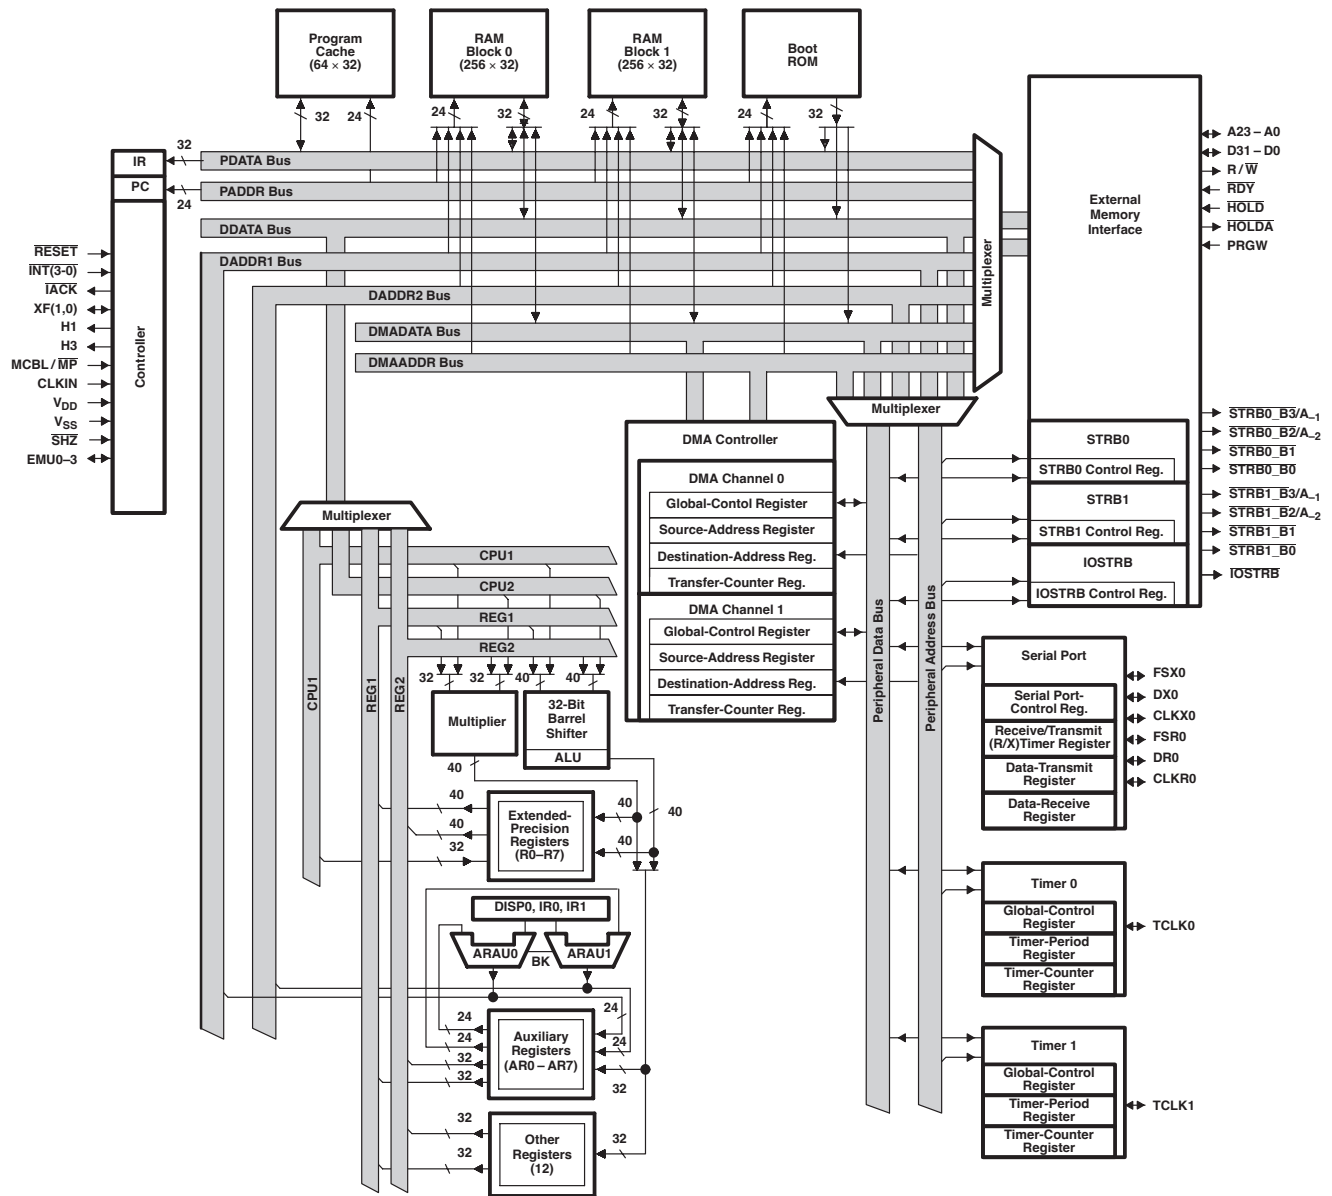 Program
Cache
(64 × 32)
RAM
Block 0
(256 × 32)
RAM
Block 1
(256 × 32)
Boot
ROM
32
24
24
32
24
32
24
32
IR
32
PDATA Bus
PC
24
PADDR Bus
DDATA Bus
DADDR1 Bus
DADDR2 Bus
DMADATA Bus
DMAADDR Bus
Multiplexer
External
Memory
Interface
A23 – A0
D31 – D0
R / W
RDY
HOLD
HOLDA
PRGW
RESET
INT(3-0)
IACK
XF(1,0)
H1
H3
MCBL / MP
CLKIN
VDD
VSS
SHZ
EMU0–3
Controller
Multiplexer
STRB0
STRB0 Control Reg.
STRB1
STRB1 Control Reg.
IOSTRB
IOSTRB Control Reg.
STRB0_B3/A–1
STRB0_B2/A–2
STRB0_B1
STRB0_B0
STRB1_B3/A–1
STRB1_B2/A–2
STRB1_B1
STRB1_B0
IOSTRB
DMA Controller
DMA Channel 0
Global-Contol Register
Source-Address Register
Destination-Address Reg.
Transfer-Counter Reg.
DMA Channel 1
Global-Control Register
Source-Address Register
Destination-Address Reg.
Transfer-Counter Reg.
Peripheral Data Bus
Peripheral Address Bus
Multiplexer
CPU1
CPU2
REG1
REG2
CPU1
REG1
REG2
32
32
40
40
Multiplier
32-Bit
Barrel
Shifter
ALU
40
40
40
32
Extended-
Precision
Registers
(R0–R7)
40
40
40
DISP0, IR0, IR1
ARAU0
BK
ARAU1
24
24
32
32
Auxiliary
Registers
(AR0 – AR7)
24
24
32
32
32
Other
Registers
(12)
32
Serial Port
Serial Port-
Control Reg.
Receive/Transmit
(R/X)Timer Register
Data-Transmit
Register
Data-Receive
Register
FSX0
DX0
CLKX0
FSR0
DR0
CLKR0
Timer 0
Global-Control
Register
Timer-Period
Register
Timer-Counter
Register
TCLK0
Timer 1
Global-Control
Register
Timer-Period
Register
Timer-Counter
Register
TCLK1